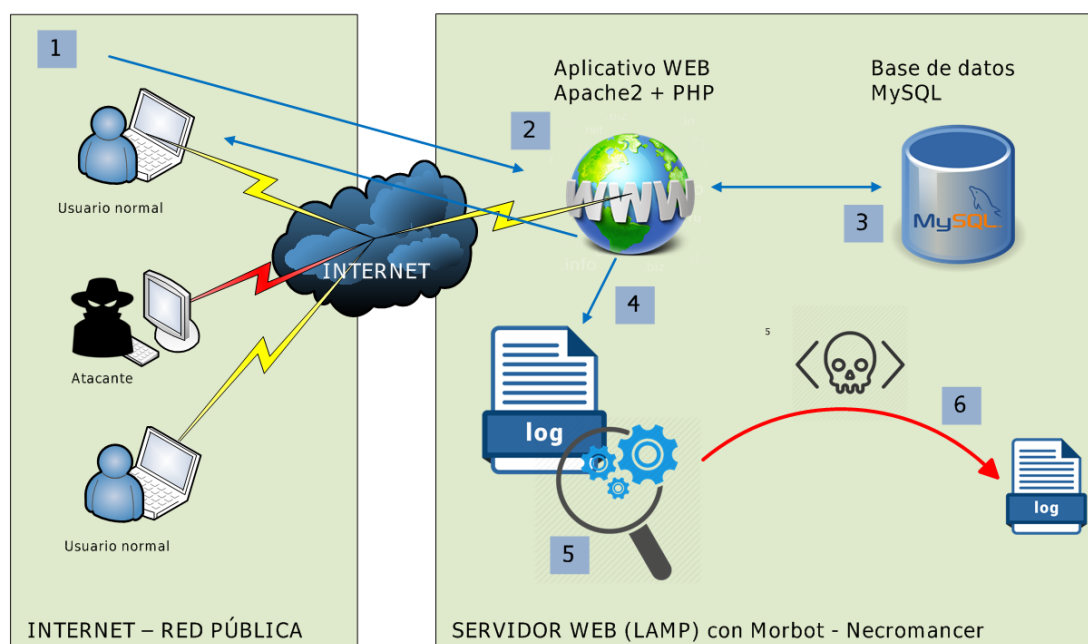 1
Usuario normal
Atacante
Usuario normal
INTERNET – RED PÚBLICA
INTERNET
Aplicativo WEB
Apache2 + PHP
2
WWW
.info
Base de datos
MySQL
3
MySQL
4
log
5
5
6
log
SERVIDOR WEB (LAMP) con Morbot - Necromancer